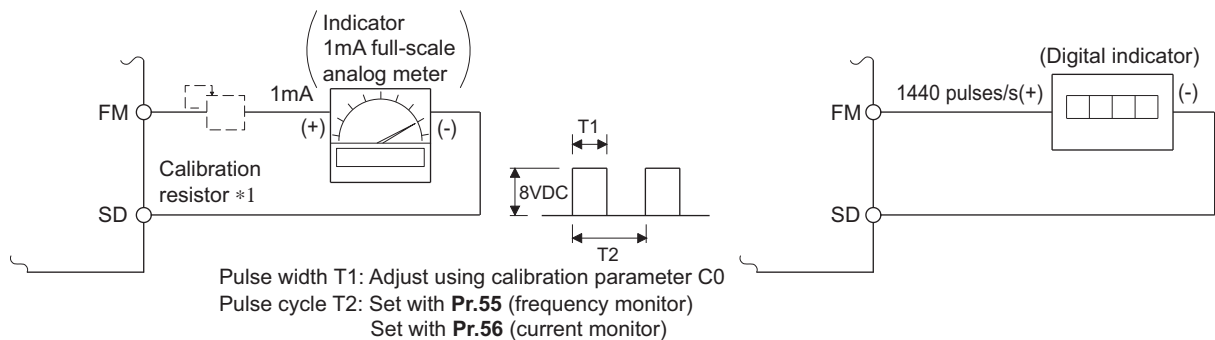 Indicator
1mA full-scale
analog meter
FM
1mA
(+)
(-)
Calibration
resistor *1
SD
T1
8VDC
T2
Pulse width T1: Adjust using calibration parameter C0
Pulse cycle T2: Set with Pr.55 (frequency monitor)
Set with Pr.56 (current monitor)
(Digital indicator)
FM
1440 pulses/s(+)
(-)
SD